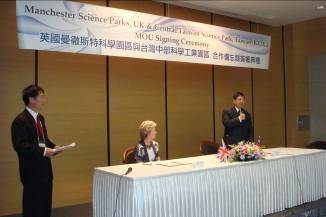 Manchester Science Parks, UK & Central Taiwan Science Park, Taiwan R.O.C.
MOU Signing Ceremony
英國曼徹斯特科學園區與台灣中部科學工業園區 合作備忘錄簽署典禮